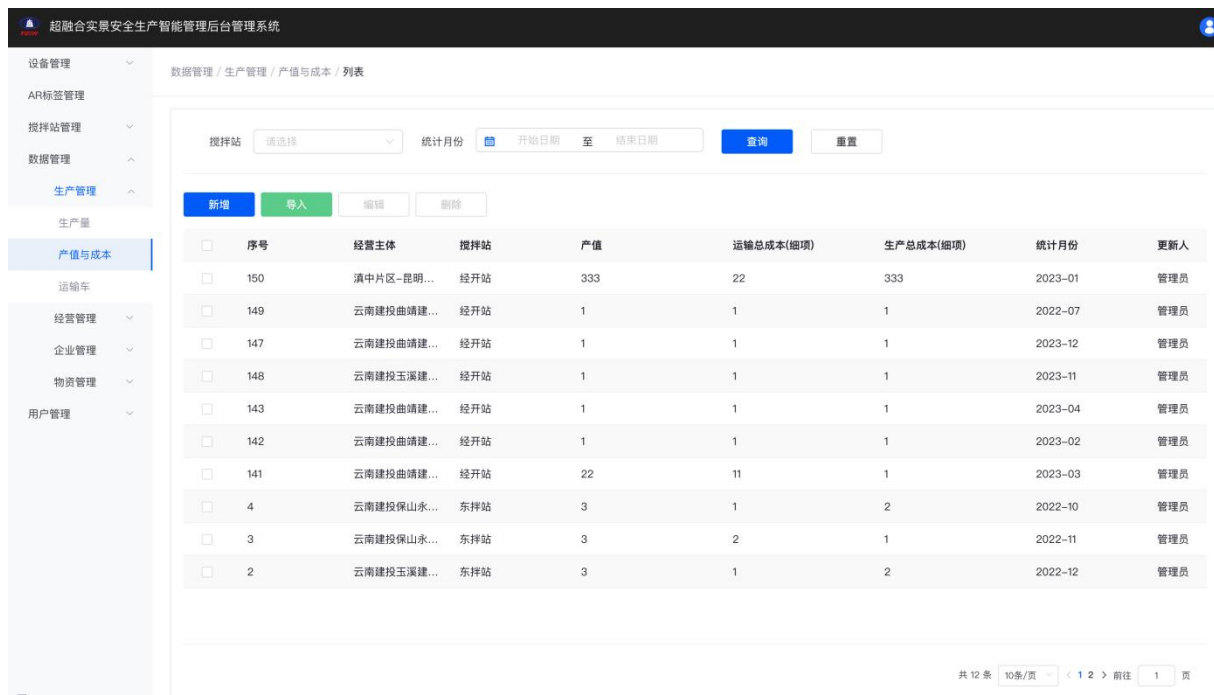 超融合实景安全生产智能管理后台管理系统
设备管理
AR标签管理
搅拌站管理
数据管理
生产管理
生产量
产值与成本
运输车
经营管理
企业管理
物资管理
用户管理
数据管理 / 生产管理 / 产值与成本 / 列表
搅拌站 请选择 统计月份 开始日期 至 结束日期 查询 重置
新增 导入 编辑 删除
序号 经营主体 搅拌站 产值 运输总成本(细项) 生产总成本(细项) 统计月份 更新人
150 滇中片区-昆明... 经开站 333 22 333 2023-01 管理员
149 云南建投曲靖建... 经开站 1 1 1 2022-07 管理员
147 云南建投曲靖建... 经开站 1 1 1 2023-12 管理员
148 云南建投玉溪建... 经开站 1 1 1 2023-11 管理员
143 云南建投曲靖建... 经开站 1 1 1 2023-04 管理员
142 云南建投曲靖建... 经开站 1 1 1 2023-02 管理员
141 云南建投曲靖建... 经开站 22 11 1 2023-03 管理员
4 云南建投保山永... 东拌站 3 1 2 2022-10 管理员
3 云南建投保山永... 东拌站 3 2 1 2022-11 管理员
2 云南建投玉溪建... 东拌站 3 1 2 2022-12 管理员
共 12 条 10条/页 < 1 2 > 前往 1 页